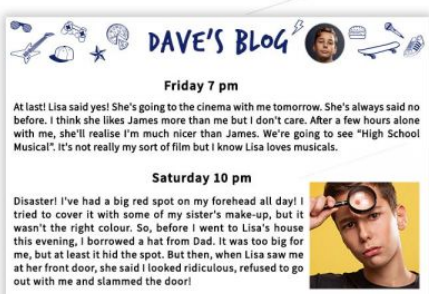 DAVE'S BLOG
Friday 7 pm
At last! Lisa said yes! She's going to the cinema with me tomorrow. She's always said no
before. I think she likes James more than me but I don't care. After a few hours alone
with me, she'll realise I'm much nicer than James. We're going to see “High School
Musical”. It's not really my sort of film but I know Lisa loves musicals.
Saturday 10 pm
Disaster! I've had a big red spot on my forehead all day! I
tried to cover it with some of my sister's make-up, but it
wasn't the right colour. So, before I went to Lisa's house
this evening, I borrowed a hat from Dad. It was too big for
me, but at least it hid the spot. But then, when Lisa saw me
at her front door, she said I looked ridiculous, refused to go
out with me and slammed the door!